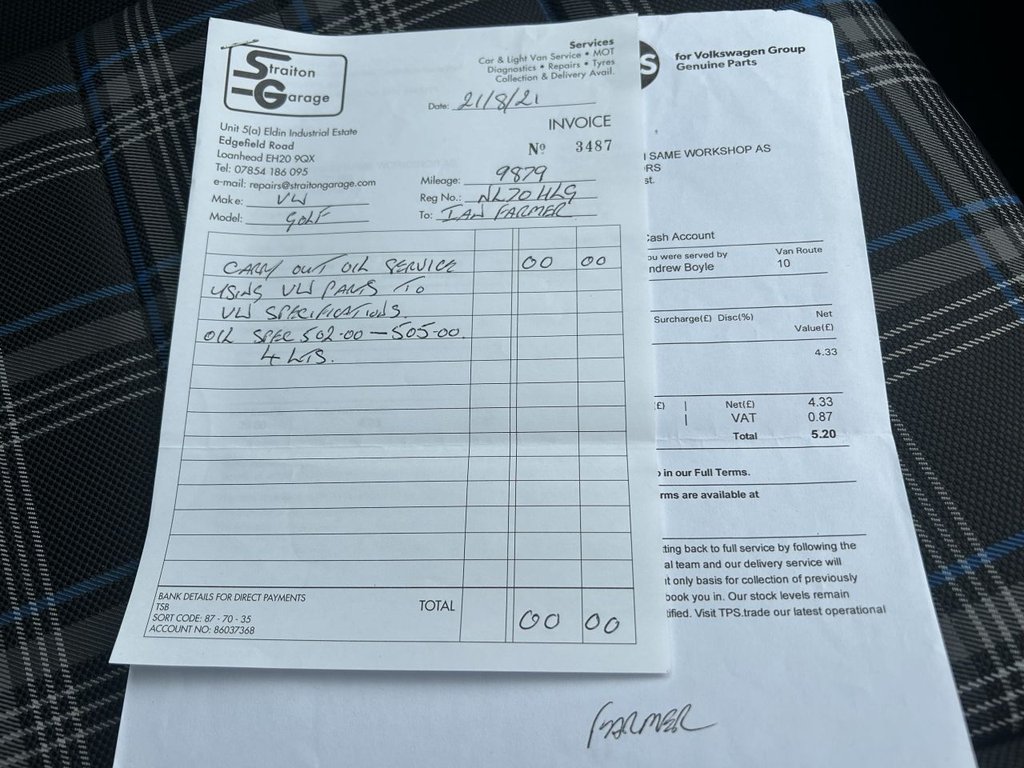 Straiton
Garage
Services
Car & Light Van Service • MOT
Diagnostics • Repairs • Tyres
Collection & Delivery Avail.
Date: 21/8/21
INVOICE
Nº 3487
Unit 5(a) Eldin Industrial Estate
Edgefield Road
Loanhead EH20 9QX
Tel: 07854 186 095
e-mail: repairs@straitongarage.com
Make: VW
Model: GOLF
Mileage: 9879
Reg No.: NL70 HLG
To: IAN FARMER
CARRY OUT OIL SERVICE 00 00
USING VW PARTS TO
VW SPECIFICATIONS.
OIL SPEC 502.00 — 505.00.
4 LTS.
BANK DETAILS FOR DIRECT PAYMENTS
TSB
SORT CODE: 87 - 70 - 35
ACCOUNT NO: 86037368
TOTAL 00 00
S
for Volkswagen Group
Genuine Parts
SAME WORKSHOP AS
RS
st.
Cash Account
ou were served by
ndrew Boyle
Van Route
10
Surcharge(£) Disc(%) Net
Value(£)
4.33
(£) | Net(£) 4.33
| VAT 0.87
Total 5.20
in our Full Terms.
rms are available at
ting back to full service by following the
al team and our delivery service will
t only basis for collection of previously
book you in. Our stock levels remain
tified. Visit TPS.trade our latest operational
FARMER